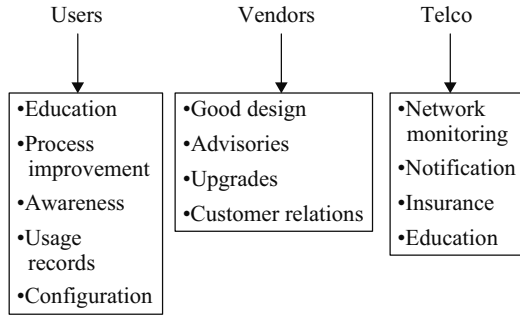 Users
Vendors
Telco
•Education
•Process
improvement
•Awareness
•Usage
records
•Configuration
•Good design
•Advisories
•Upgrades
•Customer relations
•Network
monitoring
•Notification
•Insurance
•Education